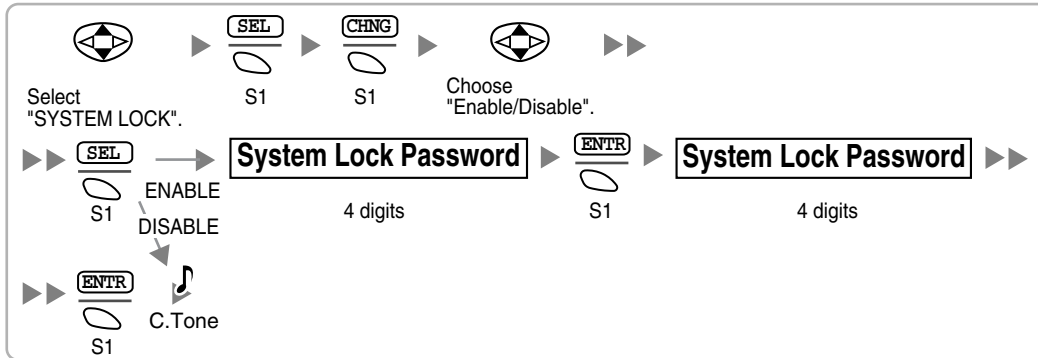 SEL
CHNG
S1
S1
Select
"SYSTEM LOCK".
Choose
"Enable/Disable".
SEL
S1
ENABLE
DISABLE
System Lock Password
4 digits
ENTR
S1
System Lock Password
4 digits
ENTR
S1
C.Tone